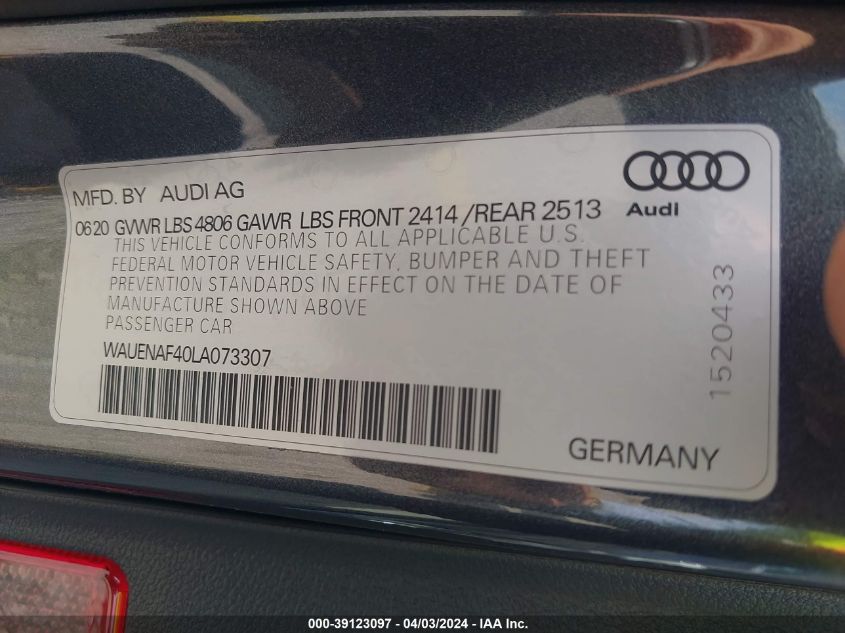 MFD. BY AUDI AG
0620 GVWR LBS 4806 GAWR LBS FRONT 2414 /REAR 2513
Audi
THIS VEHICLE CONFORMS TO ALL APPLICABLE U.S.
FEDERAL MOTOR VEHICLE SAFETY, BUMPER AND THEFT
PREVENTION STANDARDS IN EFFECT ON THE DATE OF
MANUFACTURE SHOWN ABOVE
PASSENGER CAR
WAUENAF40LA073307
1520433
GERMANY
000-39123097 - 04/03/2024 - IAA Inc.